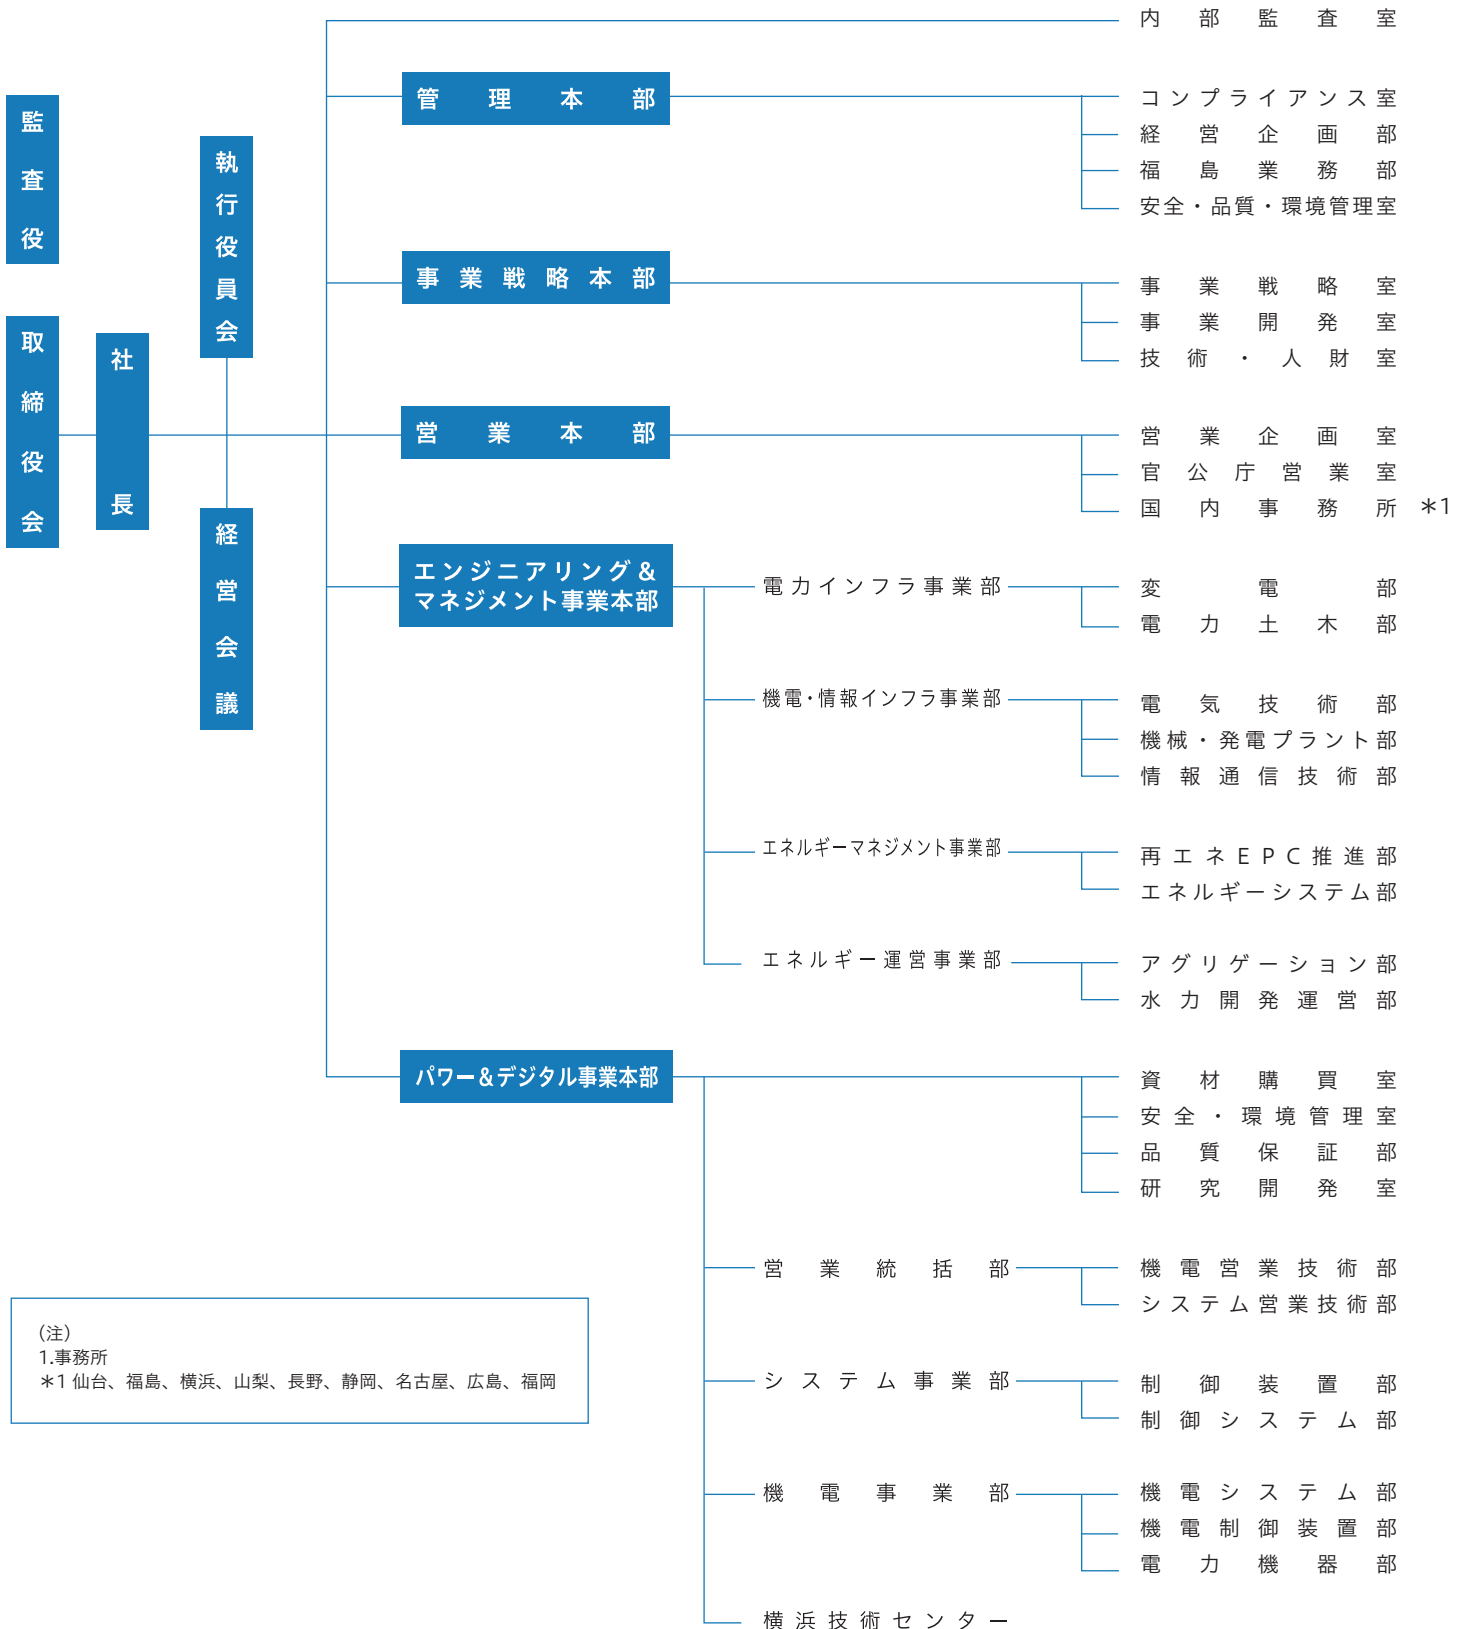 監査役
取締役会
社長
執行役員会
経営会議
内部監査室
管理本部
コンプライアンス室
経営企画部
福島業務部
安全・品質・環境管理室
事業戦略本部
事業戦略室
事業開発室
技術・人財室
営業本部
営業企画室
官公庁営業室
国内事務所 *1
エンジニアリング&
マネジメント事業本部
電力インフラ事業部
変電部
電力土木部
機電・情報インフラ事業部
電気技術部
機械・発電プラント部
情報通信技術部
エネルギーマネジメント事業部
再エネEPC推進部
エネルギーシステム部
エネルギー運営事業部
アグリゲーション部
水力開発運営部
パワー&デジタル事業本部
資材購買室
安全・環境管理室
品質保証部
研究開発室
営業統括部
機電営業技術部
システム営業技術部
システム事業部
制御装置部
制御システム部
機電事業部
機電システム部
機電制御装置部
電力機器部
横浜技術センター
(注)
1.事務所
*1 仙台、福島、横浜、山梨、長野、静岡、名古屋、広島、福岡